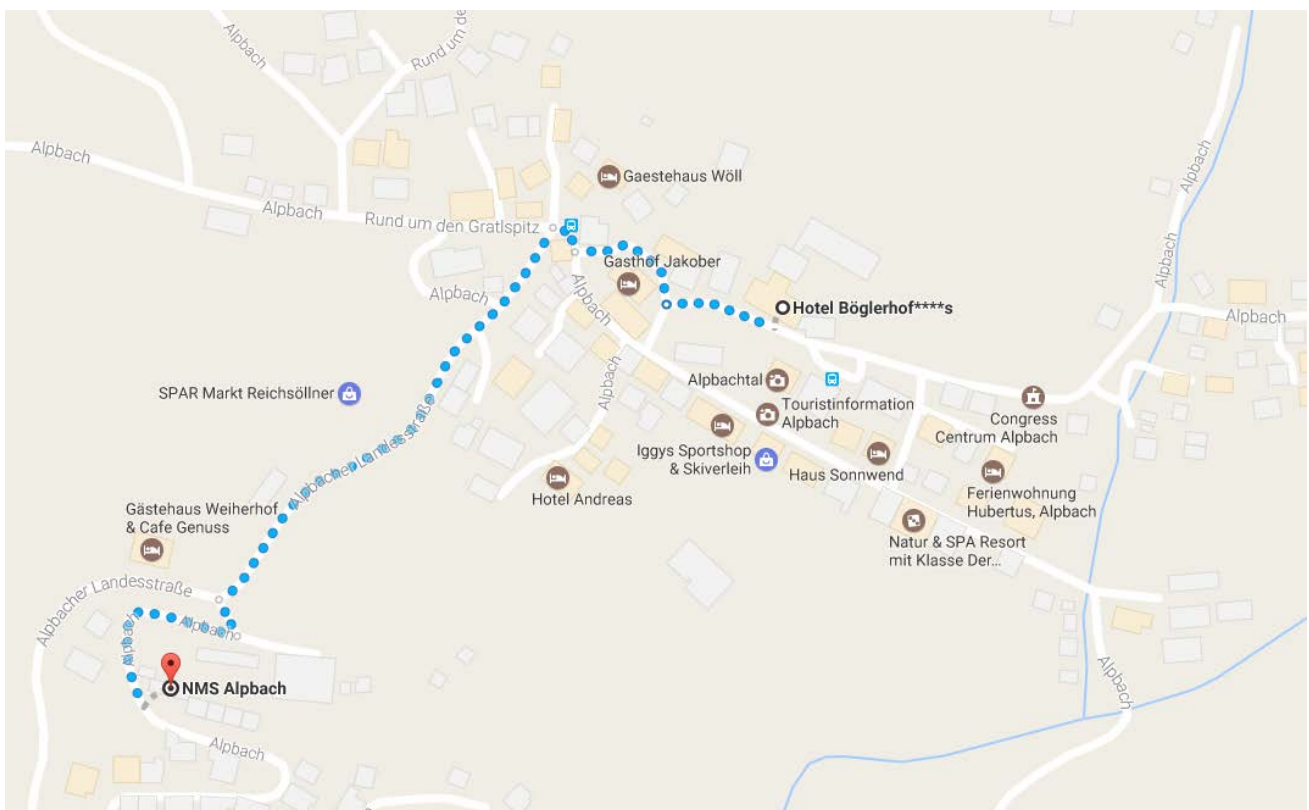 Alpbach
Rund um de
Alpbach
Alpbach
Rund um den Gratlspitz
Gaestehaus Wöll
Alpbach
Gasthof Jakober
Alpbach
Alpbach
Hotel Böglerhof****s
Alpbach
Alpbach
SPAR Markt Reichsöllner
Alpbach
Alpbachtal
Touristinformation
Alpbach
Congress
Centrum Alpbach
Alpbacher Landesstraße
Iggys Sportshop
& Skiverleih
Haus Sonnwend
Hotel Andreas
Ferienwohnung
Hubertus, Alpbach
Gästehaus Weiherhof
& Cafe Genuss
Natur & SPA Resort
mit Klasse Der...
Alpbacher Landesstraße
Alpbach
Alpbach
NMS Alpbach
Alpbach
Alpbach